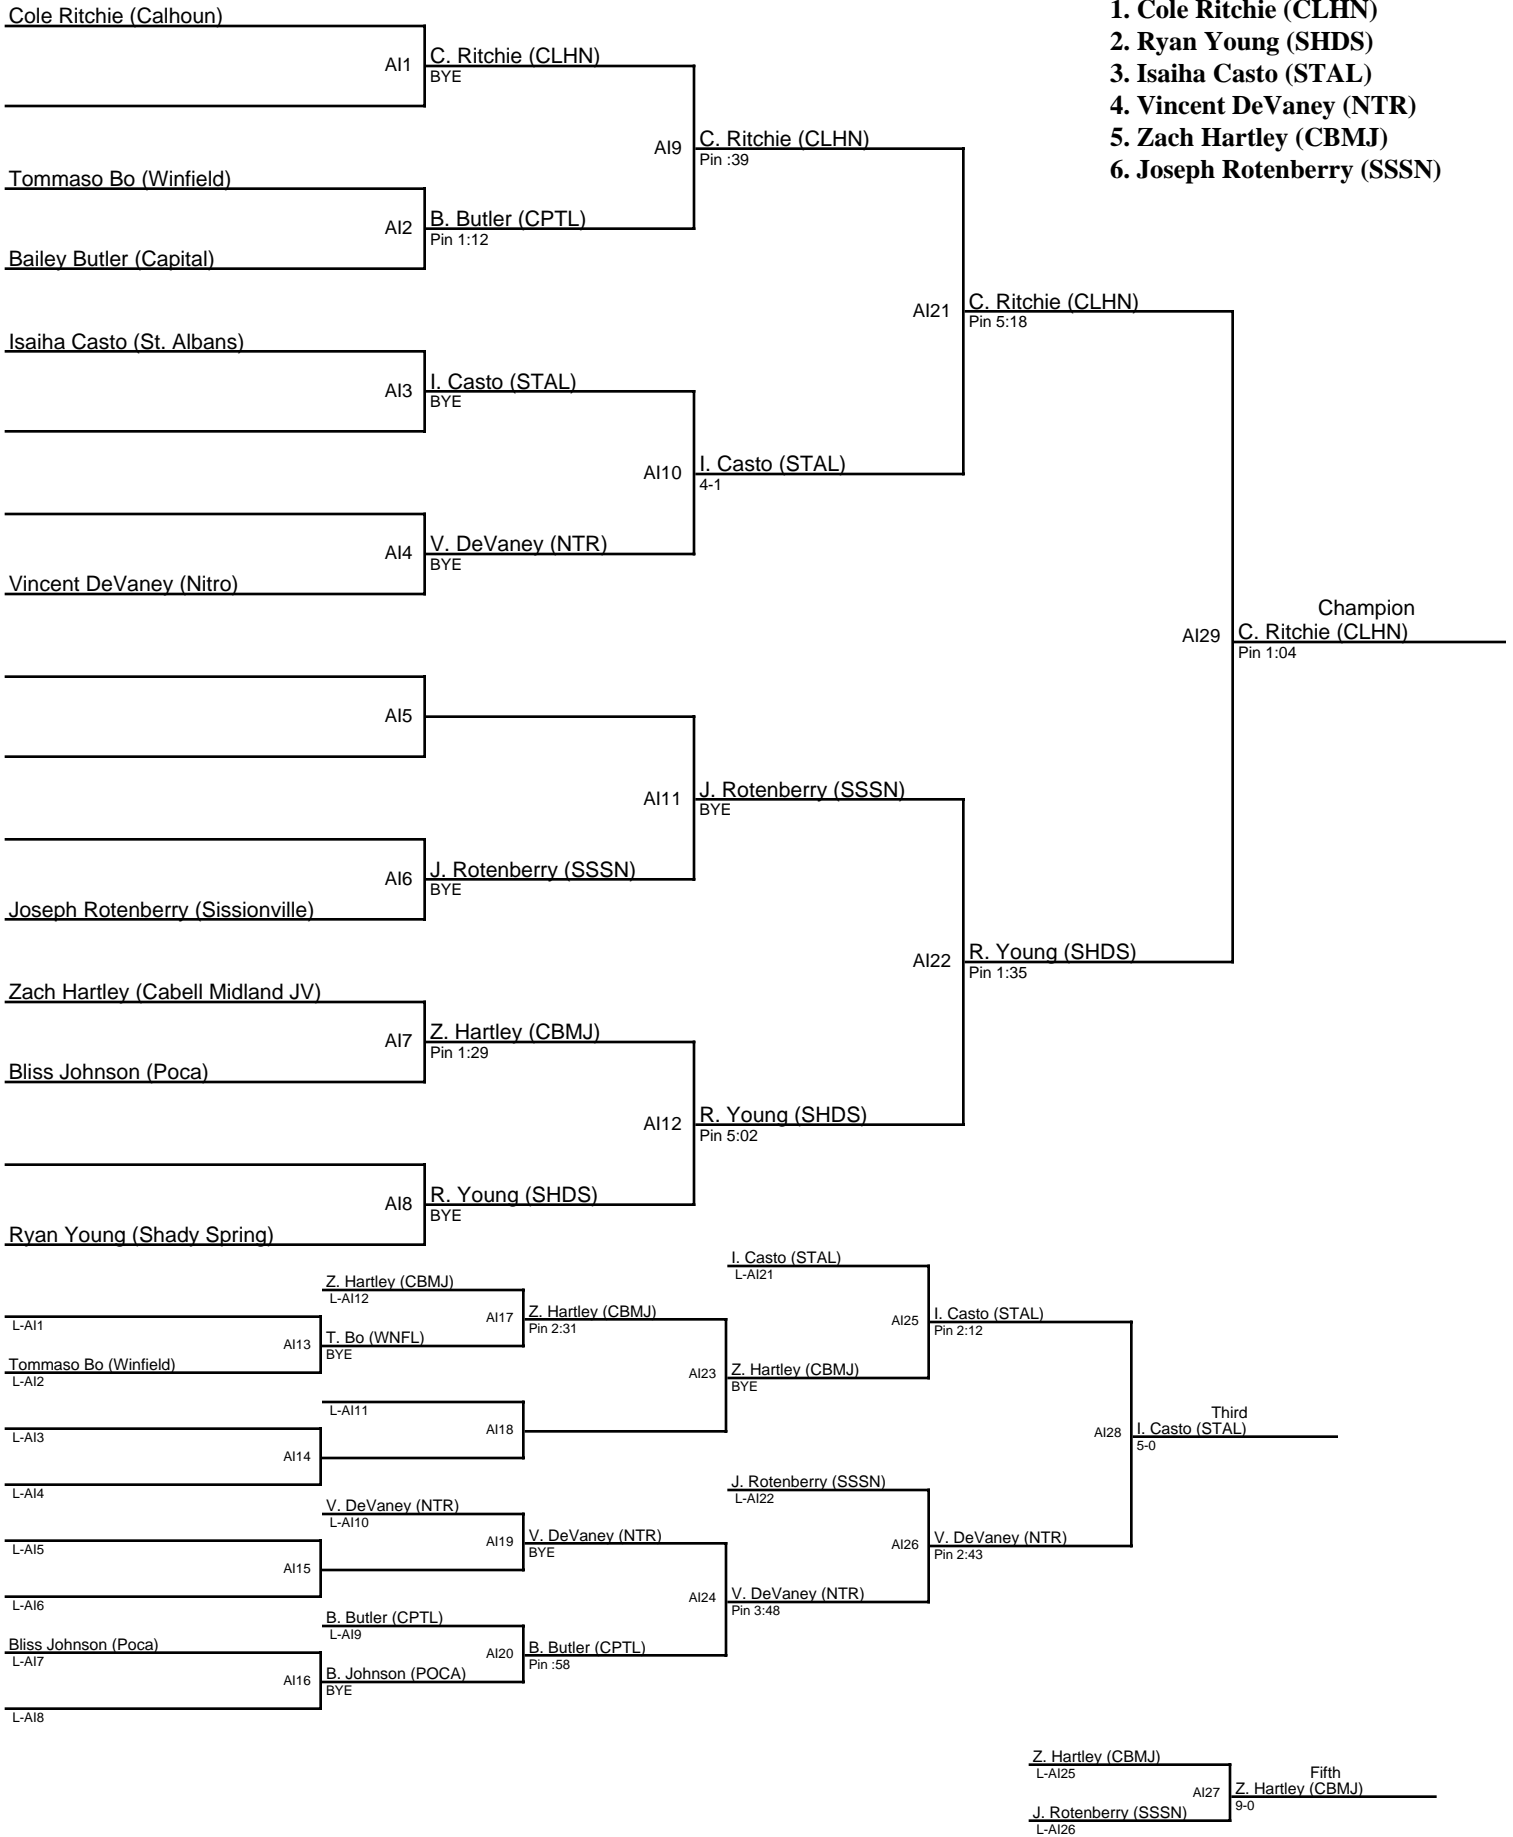 Cole Ritchie (Calhoun)
AI1
C. Ritchie (CLHN)
BYE
AI9
C. Ritchie (CLHN)
Pin :39
Tommaso Bo (Winfield)
AI2
B. Butler (CPTL)
Pin 1:12
Bailey Butler (Capital)
AI21
C. Ritchie (CLHN)
Pin 5:18
Isaiha Casto (St. Albans)
AI3
I. Casto (STAL)
BYE
AI10
I. Casto (STAL)
4-1
AI4
V. DeVaney (NTR)
BYE
Vincent DeVaney (Nitro)
1. Cole Ritchie (CLHN)
2. Ryan Young (SHDS)
3. Isaiha Casto (STAL)
4. Vincent DeVaney (NTR)
5. Zach Hartley (CBMJ)
6. Joseph Rotenberry (SSSN)
Champion
AI29
C. Ritchie (CLHN)
Pin 1:04
AI5
AI11
J. Rotenberry (SSSN)
BYE
AI6
J. Rotenberry (SSSN)
BYE
Joseph Rotenberry (Sissionville)
AI22
R. Young (SHDS)
Pin 1:35
Zach Hartley (Cabell Midland JV)
AI7
Z. Hartley (CBMJ)
Pin 1:29
Bliss Johnson (Poca)
AI12
R. Young (SHDS)
Pin 5:02
AI8
R. Young (SHDS)
BYE
Ryan Young (Shady Spring)
L-AI1
AI13
Tommaso Bo (Winfield)
L-AI2
Z. Hartley (CBMJ)
L-AI12
AI17
T. Bo (WNFL)
BYE
Z. Hartley (CBMJ)
Pin 2:31
L-AI3
AI14
L-AI4
L-AI11
AI18
AI23
Z. Hartley (CBMJ)
BYE
I. Casto (STAL)
L-AI21
AI25
I. Casto (STAL)
Pin 2:12
L-AI5
AI15
L-AI6
V. DeVaney (NTR)
L-AI10
AI19
V. DeVaney (NTR)
BYE
Bliss Johnson (Poca)
L-AI7
AI16
L-AI8
B. Butler (CPTL)
L-AI9
AI20
B. Johnson (POCA)
BYE
B. Butler (CPTL)
Pin :58
AI24
V. DeVaney (NTR)
Pin 3:48
J. Rotenberry (SSSN)
L-AI22
AI26
V. DeVaney (NTR)
Pin 2:43
AI28
Third
I. Casto (STAL)
5-0
Z. Hartley (CBMJ)
L-AI25
AI27
J. Rotenberry (SSSN)
L-AI26
Fifth
Z. Hartley (CBMJ)
9-0